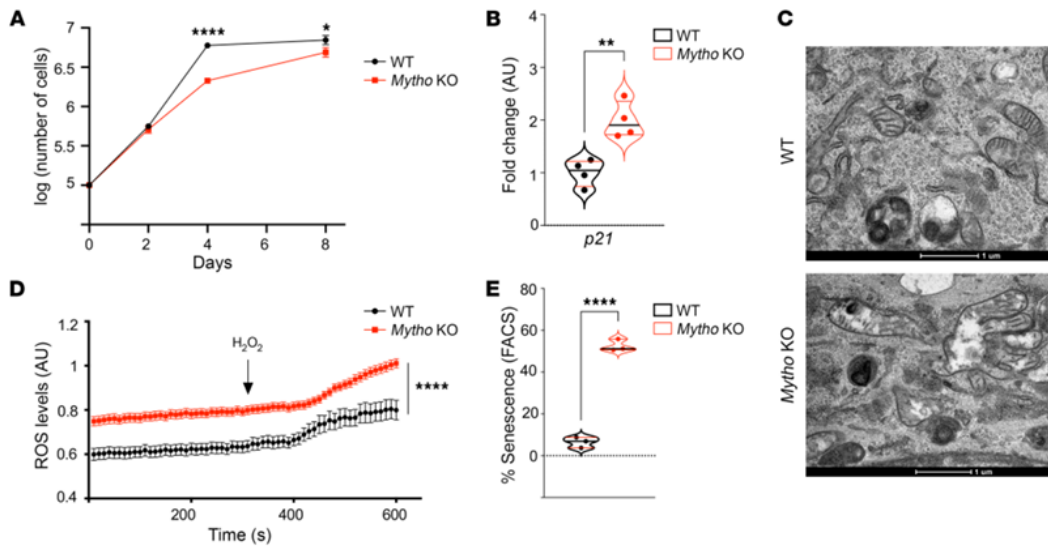 A
log (number of cells)
7
6.5
6
5.5
5
****
*
WT
Mytho KO
0
2
4
6
8
Days
B
Fold change (AU)
4
3
2
1
0
**
WT
Mytho KO
p21
C
WT
1 um
Mytho KO
1 um
D
ROS levels (AU)
1.2
1
0.8
0.6
0.4
WT
Mytho KO
H₂O₂
****
200
400
600
Time (s)
E
% Senescence (FACS)
80
60
40
20
0
****
WT
Mytho KO